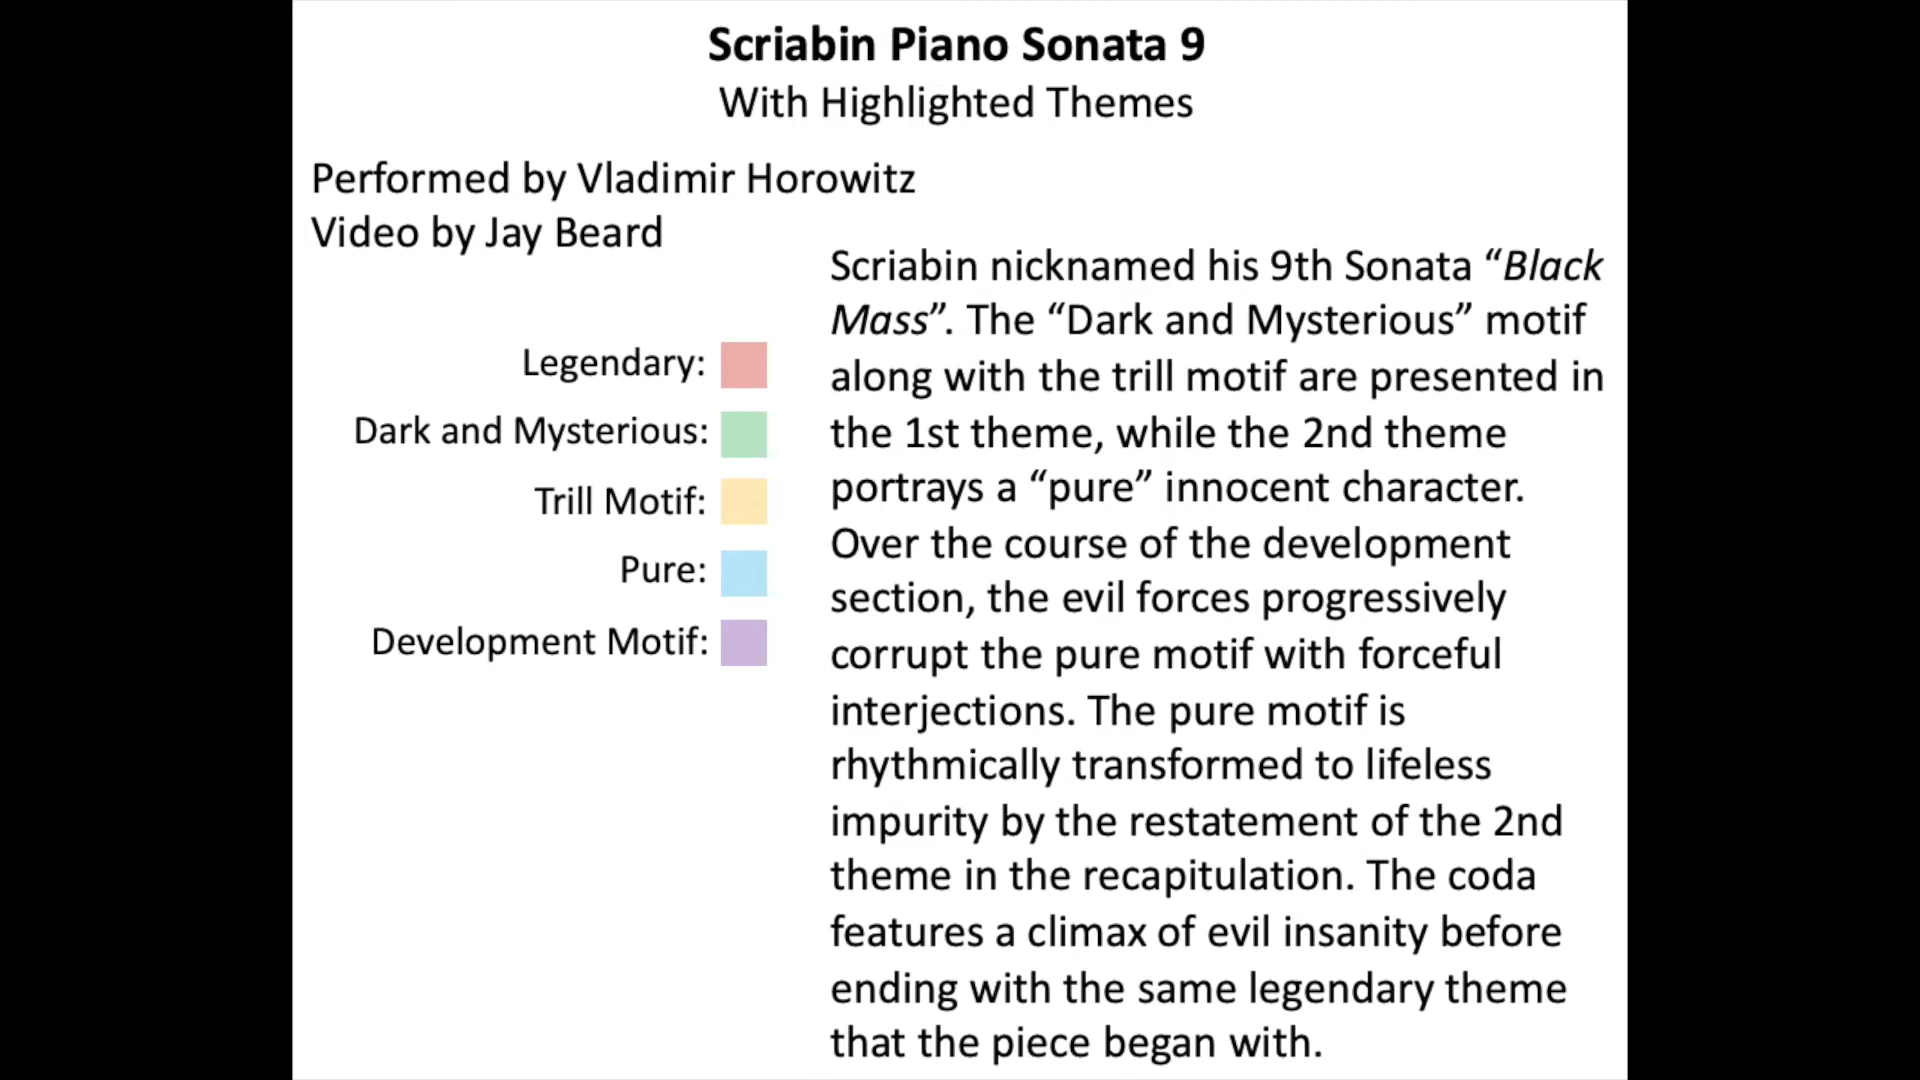 Scriabin Piano Sonata 9
With Highlighted Themes
Performed by Vladimir Horowitz
Video by Jay Beard
Legendary:
Dark and Mysterious:
Trill Motif:
Pure:
Development Motif:
Scriabin nicknamed his 9th Sonata “Black
Mass”. The “Dark and Mysterious” motif
along with the trill motif are presented in
the 1st theme, while the 2nd theme
portrays a “pure” innocent character.
Over the course of the development
section, the evil forces progressively
corrupt the pure motif with forceful
interjections. The pure motif is
rhythmically transformed to lifeless
impurity by the restatement of the 2nd
theme in the recapitulation. The coda
features a climax of evil insanity before
ending with the same legendary theme
that the piece began with.